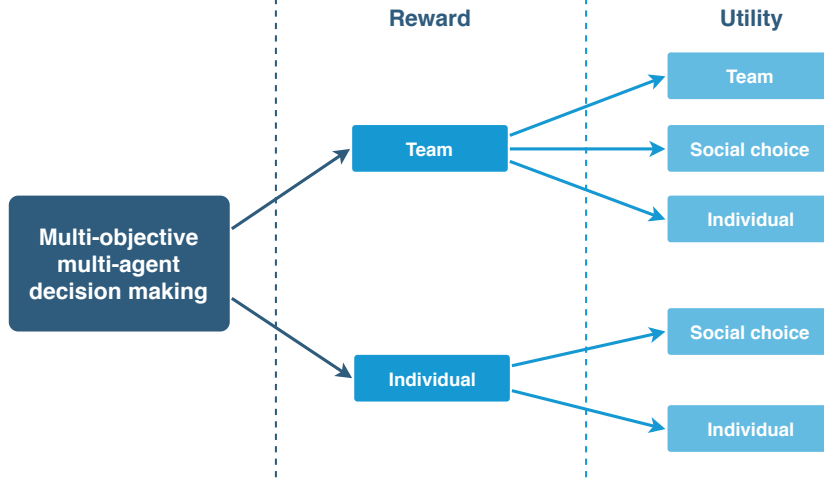 Reward
Utility
Team
Team
Social choice
Individual
Multi-objective
multi-agent
decision making
Social choice
Individual
Individual